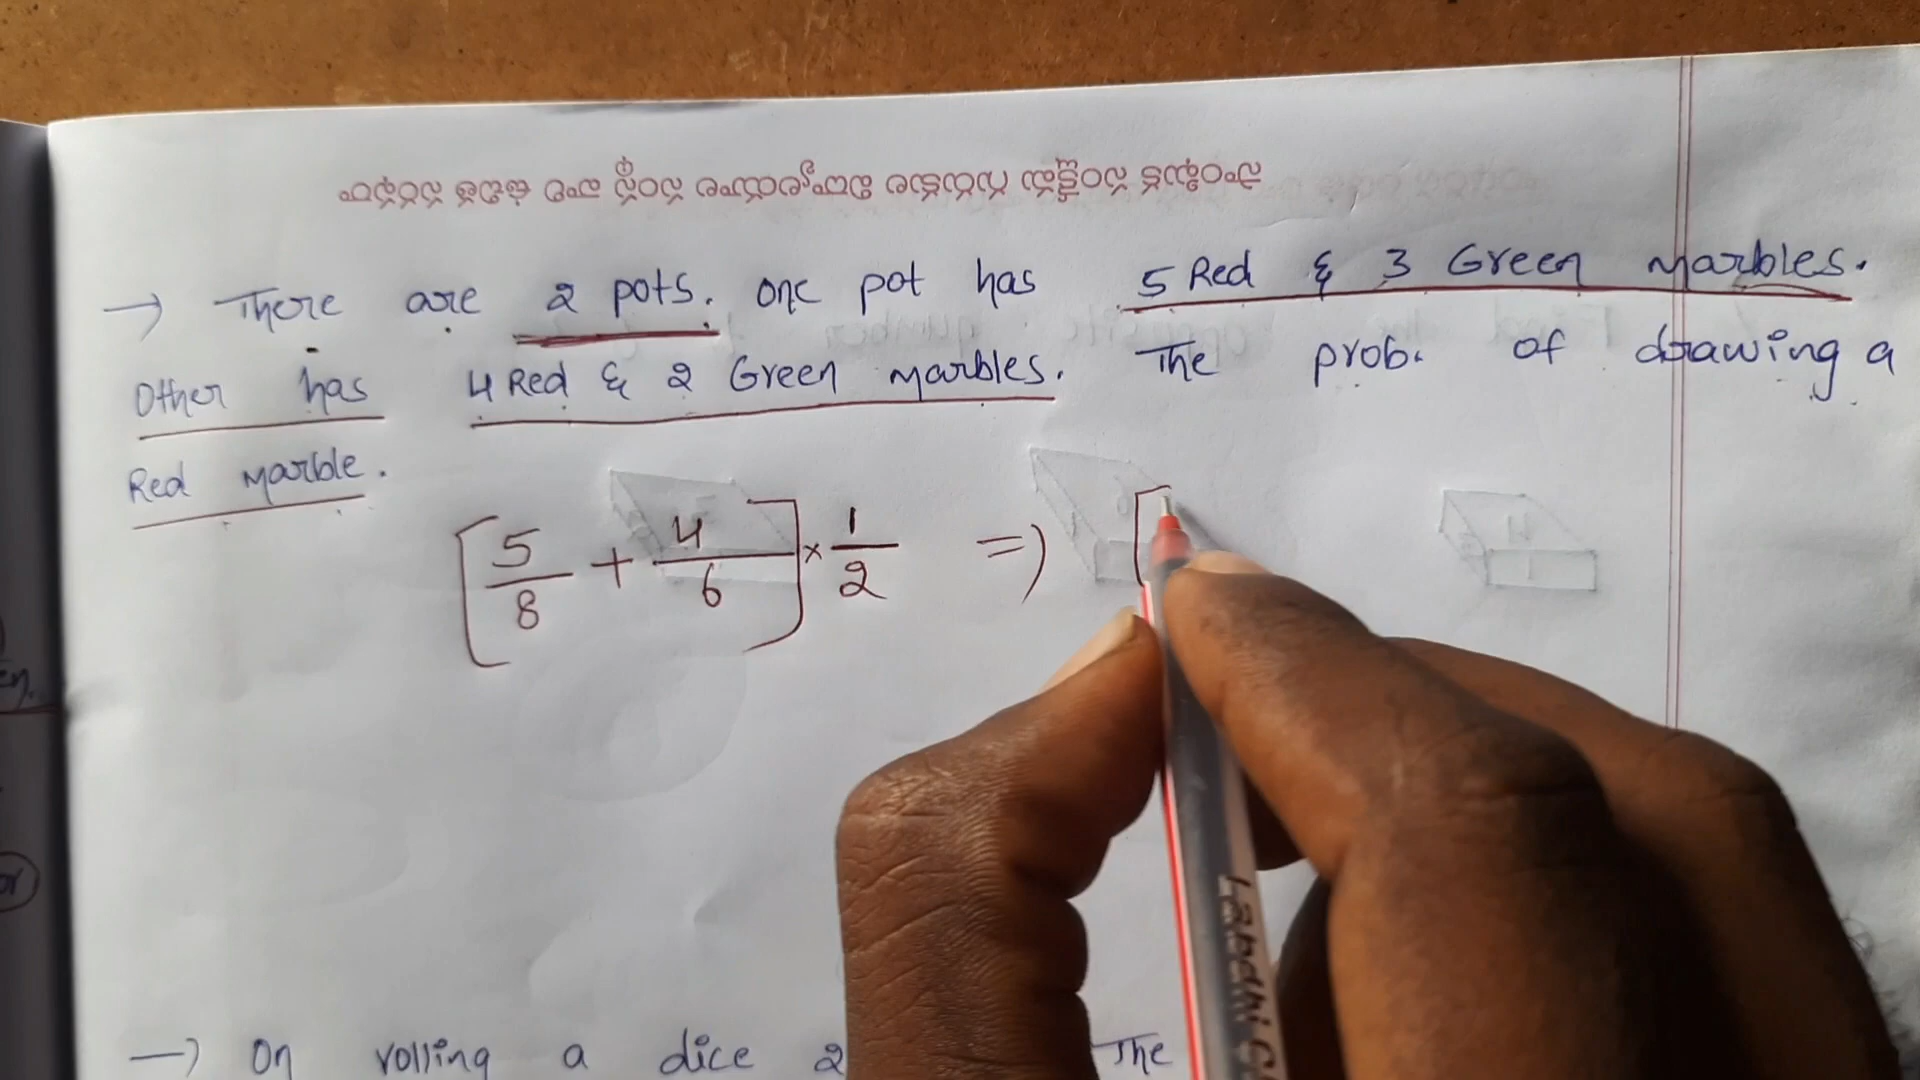 → There are 2 pots. one pot has 5 Red & 3 Green marbles.
Other has 4 Red & 2 Green marbles. The prob. of drawing a
Red marble.
[5/8 + 4/6] × 1/2 ⇒ [
→ On rolling a dice 2 The
Labdhi